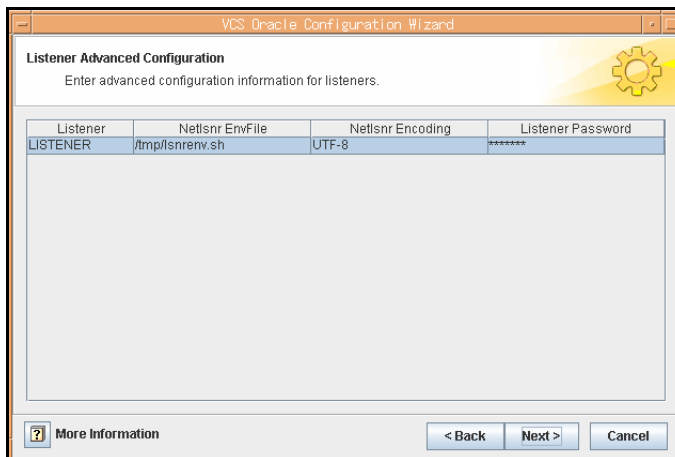 VCS Oracle Configuration Wizard
Listener Advanced Configuration
Enter advanced configuration information for listeners.
Listener Netlsnr EnvFile Netlsnr Encoding Listener Password
LISTENER /tmp/lsnrenv.sh UTF-8 *******
? More Information < Back Next > Cancel